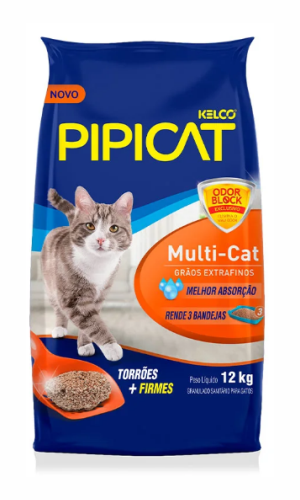 NOVO
KELCO
PIPICAT
ODOR
BLOCK
EXCLUSIVO
Multi-Cat
GRÃOS EXTRAFINOS
MELHOR ABSORÇÃO
RENDE 3 BANDEJAS
3
TORRÕES
+ FIRMES
Peso Líquido 12 kg
GRANULADO SANITÁRIO PARA GATOS